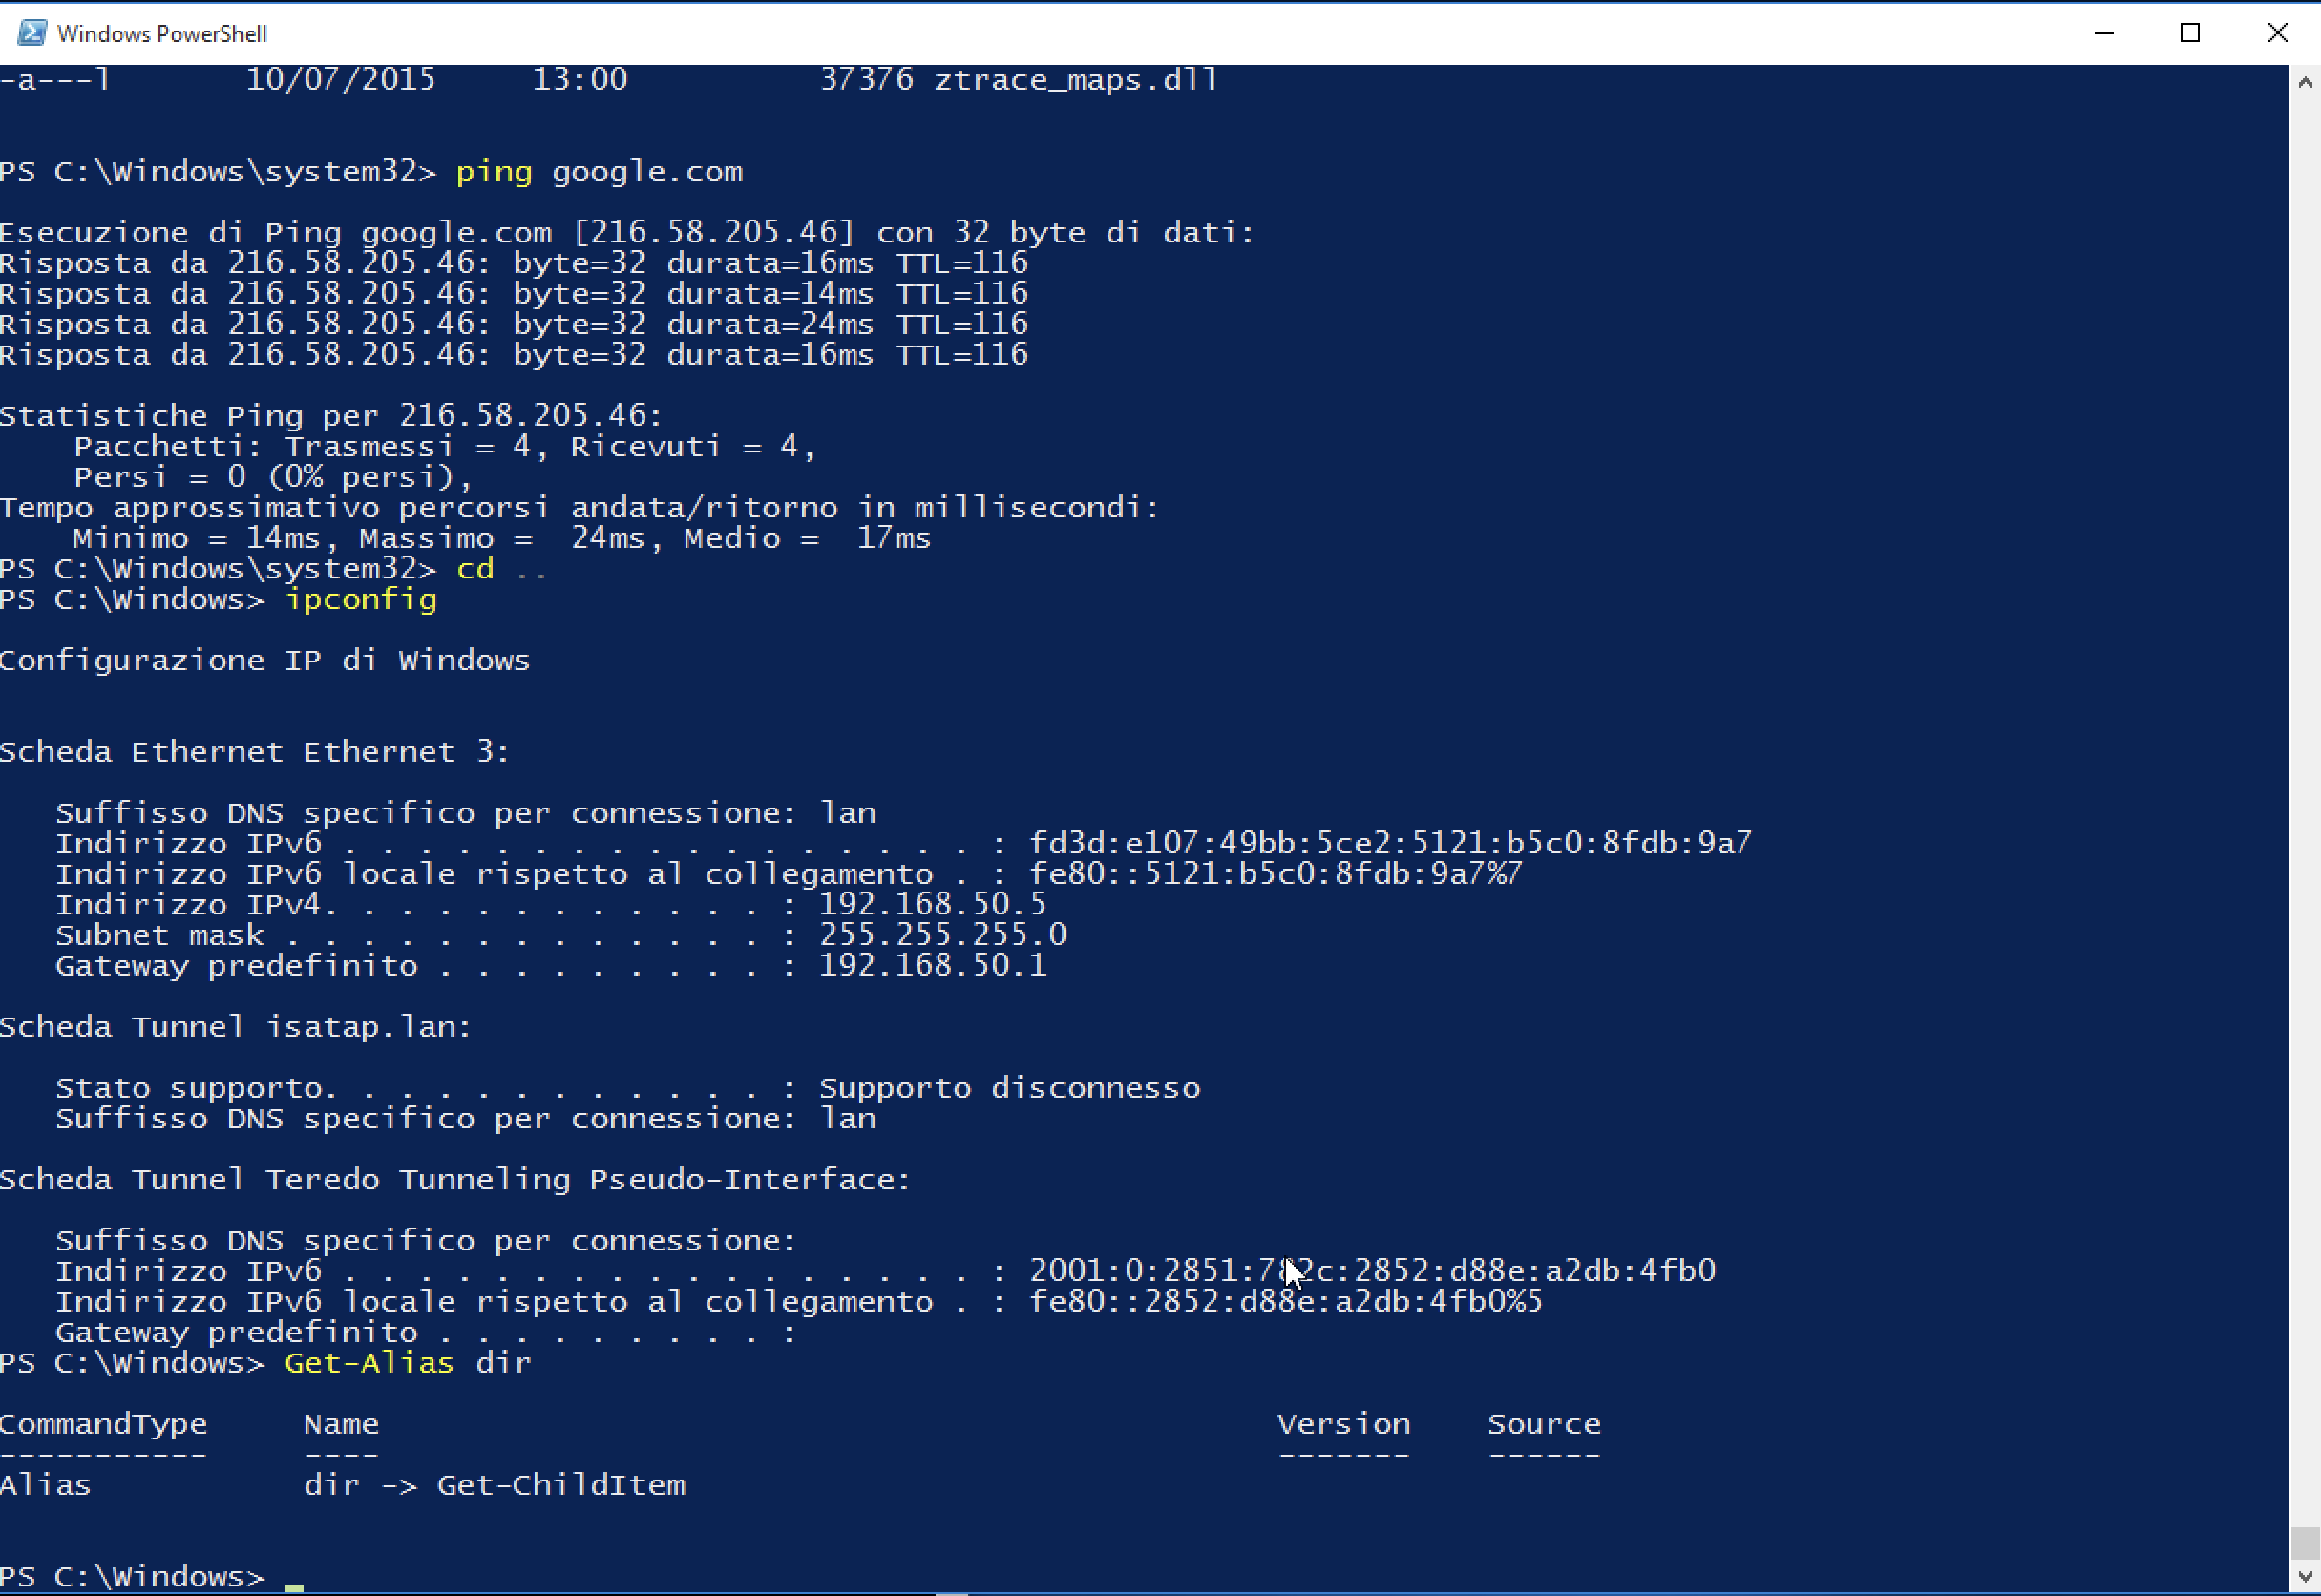 Windows PowerShell
-a---l       10/07/2015     13:00          37376 ztrace_maps.dll
PS C:\Windows\system32> ping google.com
Esecuzione di Ping google.com [216.58.205.46] con 32 byte di dati:
Risposta da 216.58.205.46: byte=32 durata=16ms TTL=116
Risposta da 216.58.205.46: byte=32 durata=14ms TTL=116
Risposta da 216.58.205.46: byte=32 durata=24ms TTL=116
Risposta da 216.58.205.46: byte=32 durata=16ms TTL=116
Statistiche Ping per 216.58.205.46:
    Pacchetti: Trasmessi = 4, Ricevuti = 4,
    Persi = 0 (0% persi),
Tempo approssimativo percorsi andata/ritorno in millisecondi:
    Minimo = 14ms, Massimo =  24ms, Medio =  17ms
PS C:\Windows\system32> cd ..
PS C:\Windows> ipconfig
Configurazione IP di Windows
Scheda Ethernet Ethernet 3:
   Suffisso DNS specifico per connessione: lan
   Indirizzo IPv6 . . . . . . . . . . . . . . . . . . : fd3d:e107:49bb:5ce2:5121:b5c0:8fdb:9a7
   Indirizzo IPv6 locale rispetto al collegamento . : fe80::5121:b5c0:8fdb:9a7%7
   Indirizzo IPv4. . . . . . . . . . . . . : 192.168.50.5
   Subnet mask . . . . . . . . . . . . . . : 255.255.255.0
   Gateway predefinito . . . . . . . . . : 192.168.50.1
Scheda Tunnel isatap.lan:
   Stato supporto. . . . . . . . . . . . . : Supporto disconnesso
   Suffisso DNS specifico per connessione: lan
Scheda Tunnel Teredo Tunneling Pseudo-Interface:
   Suffisso DNS specifico per connessione:
   Indirizzo IPv6 . . . . . . . . . . . . . . . . . . :
   Indirizzo IPv6 locale rispetto al collegamento . : fe80::2852:d88e:a2db:4fb0%5
   Gateway predefinito . . . . . . . . . :
PS C:\Windows> Get-Alias dir
CommandType     Name                                               Version    Source
-----------     ----                                               -------    ------
Alias           dir -> Get-ChildItem
PS C:\Windows>